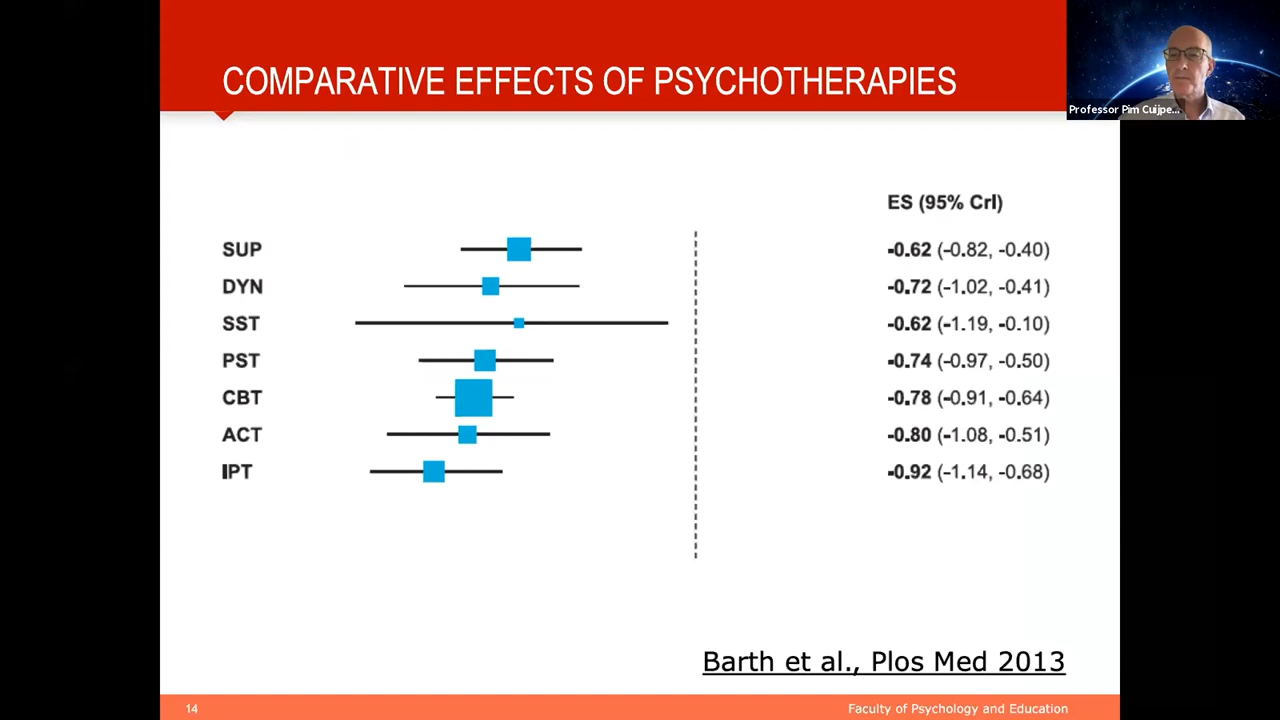 COMPARATIVE EFFECTS OF PSYCHOTHERAPIES
Professor Pim Cuijpe...
ES (95% CrI)
SUP -0.62 (-0.82, -0.40)
DYN -0.72 (-1.02, -0.41)
SST -0.62 (-1.19, -0.10)
PST -0.74 (-0.97, -0.50)
CBT -0.78 (-0.91, -0.64)
ACT -0.80 (-1.08, -0.51)
IPT -0.92 (-1.14, -0.68)
Barth et al., Plos Med 2013
14 Faculty of Psychology and Education